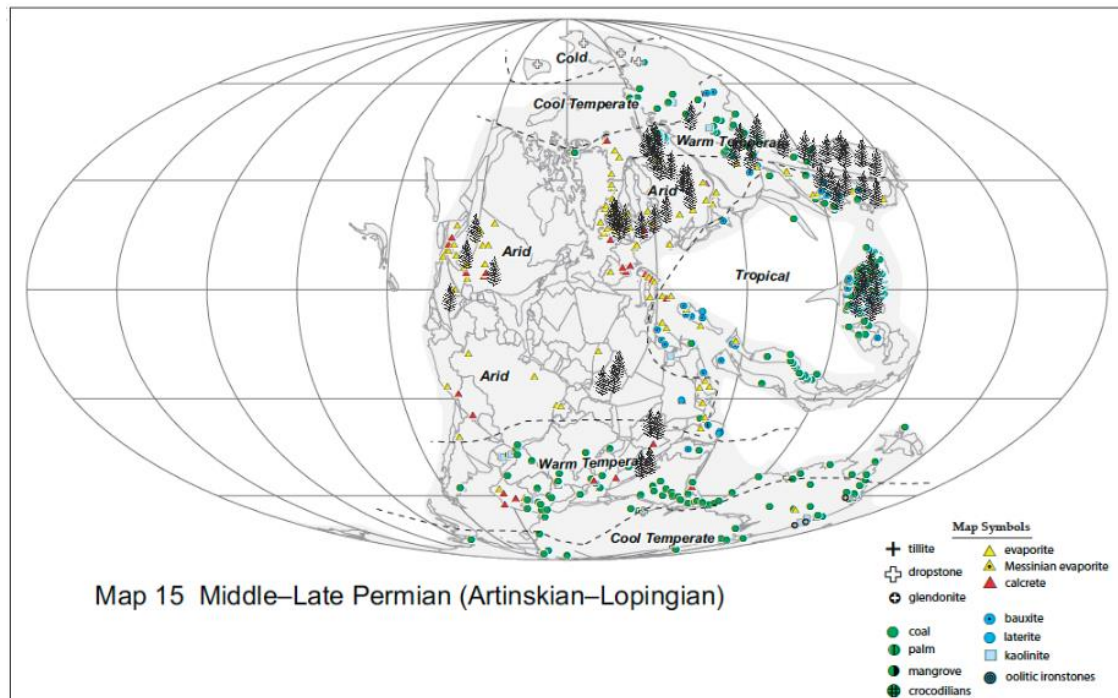 Cold
Cool Temperate
Warm Temperate
Arid
Arid
Tropical
Arid
Warm Temperate
Cool Temperate
Map 15 Middle–Late Permian (Artinskian–Lopingian)
Map Symbols
tillite
dropstone
glendonite
coal
palm
mangrove
crocodilians
evaporite
Messinian evaporite
calcrete
bauxite
laterite
kaolinite
oolitic ironstones